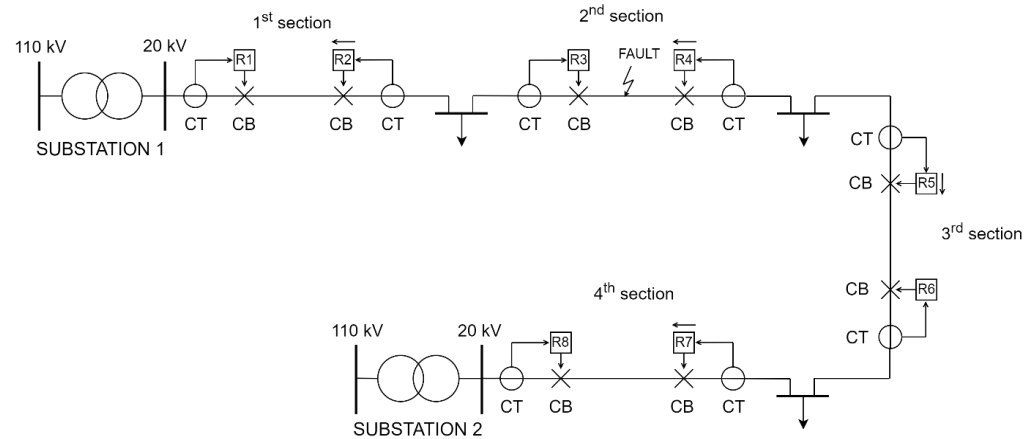 1st section
2nd section
110 kV
20 kV
R1
R2
R3
FAULT
R4
CT
CB
CB
CT
CT
CB
CB
CT
SUBSTATION 1
CT
CB
R5
3rd section
CB
R6
4th section
CT
110 kV
20 kV
R8
R7
CT
CB
CB
CT
SUBSTATION 2